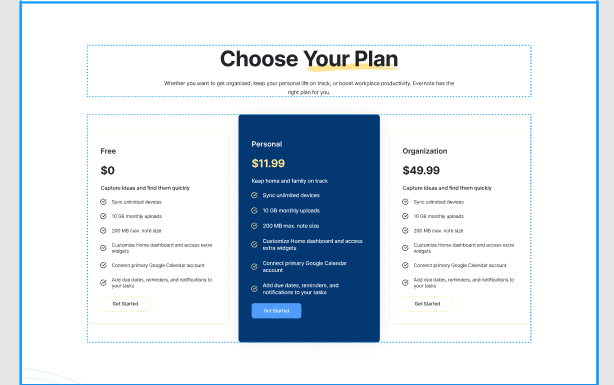 Choose Your Plan
Whether you want to get organized, keep your personal life on track, or boost workplace productivity, Evernote has the
right plan for you.
Free
$0
Capture ideas and find them quickly
Sync unlimited devices
10 GB monthly uploads
200 MB max. note size
Customize Home dashboard and access extra
widgets
Connect primary Google Calendar account
Add due dates, reminders, and notifications to
your tasks
Get Started
Personal
$11.99
Keep home and family on track
Sync unlimited devices
10 GB monthly uploads
200 MB max. note size
Customize Home dashboard and access
extra widgets
Connect primary Google Calendar
account
Add due dates, reminders, and
notifications to your tasks
Get Started
Organization
$49.99
Capture ideas and find them quickly
Sync unlimited devices
10 GB monthly uploads
200 MB max. note size
Customize Home dashboard and access extra
widgets
Connect primary Google Calendar account
Add due dates, reminders, and notifications to
your tasks
Get Started